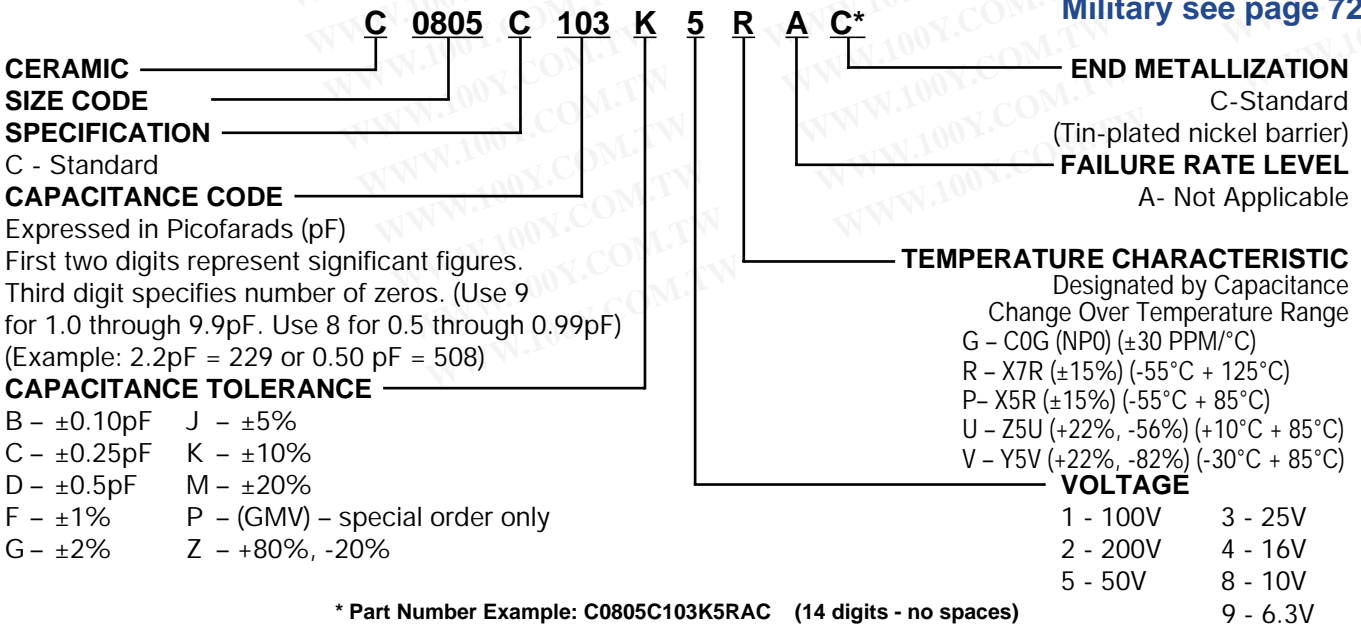 Military see page 72
C 0805 C 103 K 5 R A C*
CERAMIC
SIZE CODE
SPECIFICATION
C - Standard
CAPACITANCE CODE
Expressed in Picofarads (pF)
First two digits represent significant figures.
Third digit specifies number of zeros. (Use 9
for 1.0 through 9.9pF. Use 8 for 0.5 through 0.99pF)
(Example: 2.2pF = 229 or 0.50 pF = 508)
CAPACITANCE TOLERANCE
B – ±0.10pF J – ±5%
C – ±0.25pF K – ±10%
D – ±0.5pF M – ±20%
F – ±1% P – (GMV) – special order only
G – ±2% Z – +80%, -20%
END METALLIZATION
C-Standard
(Tin-plated nickel barrier)
FAILURE RATE LEVEL
A- Not Applicable
TEMPERATURE CHARACTERISTIC
Designated by Capacitance
Change Over Temperature Range
G – C0G (NP0) (±30 PPM/°C)
R – X7R (±15%) (-55°C + 125°C)
P– X5R (±15%) (-55°C + 85°C)
U – Z5U (+22%, -56%) (+10°C + 85°C)
V – Y5V (+22%, -82%) (-30°C + 85°C)
VOLTAGE
1 - 100V 3 - 25V
2 - 200V 4 - 16V
5 - 50V 8 - 10V
9 - 6.3V
* Part Number Example: C0805C103K5RAC (14 digits - no spaces)
WWW.100Y.COM.TW